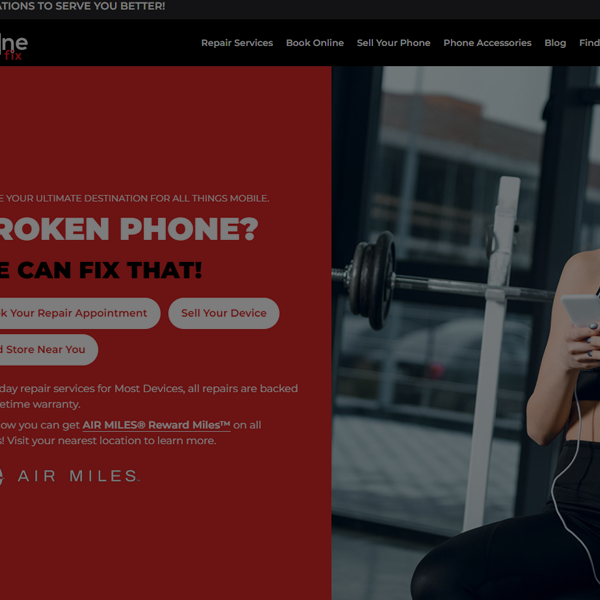 ATIONS TO SERVE YOU BETTER!
ne
fix
Repair Services Book Online Sell Your Phone Phone Accessories Blog Find
E YOUR ULTIMATE DESTINATION FOR ALL THINGS MOBILE.
ROKEN PHONE?
E CAN FIX THAT!
ok Your Repair Appointment Sell Your Device
d Store Near You
day repair services for Most Devices, all repairs are backed
etime warranty.
ow you can get AIR MILES® Reward Miles™ on all
s! Visit your nearest location to learn more.
AIR MILES